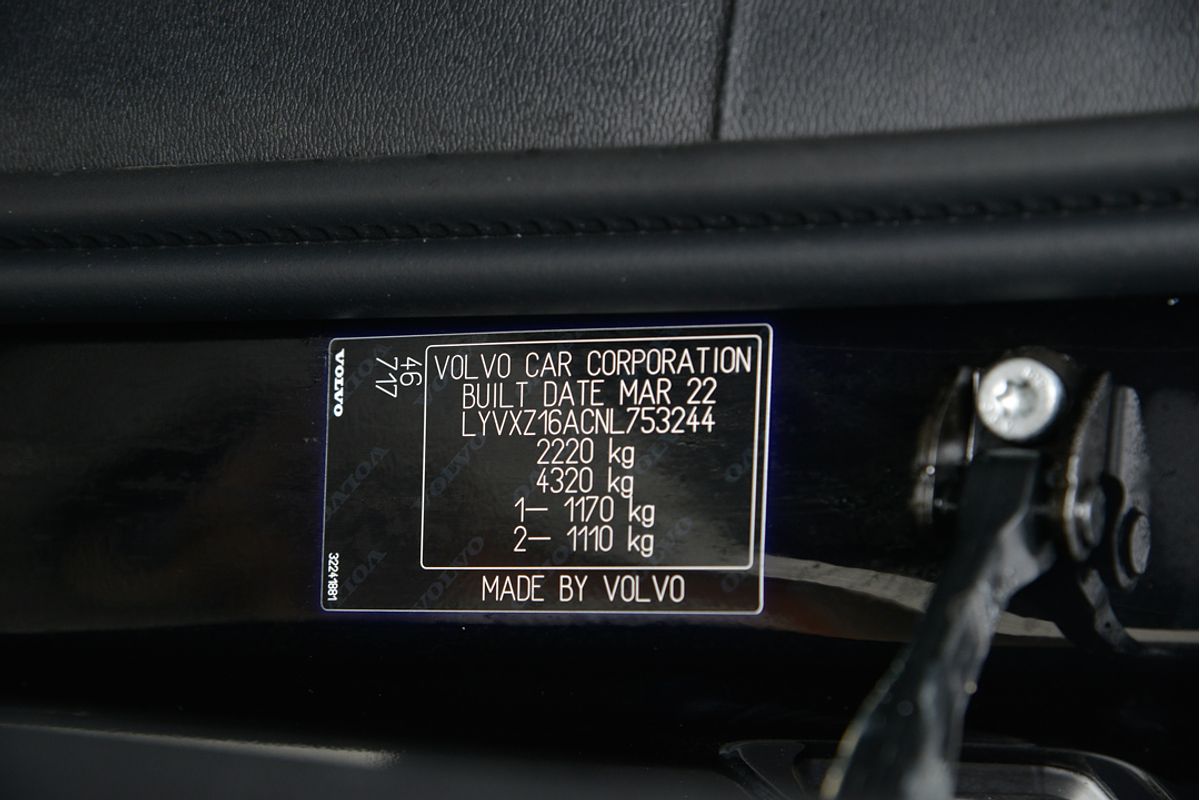 VOLVO
46
717
VOLVO CAR CORPORATION
BUILT DATE MAR 22
LYVXZ16ACNL753244
2220 kg
4320 kg
1– 1170 kg
2– 1110 kg
MADE BY VOLVO
32241881